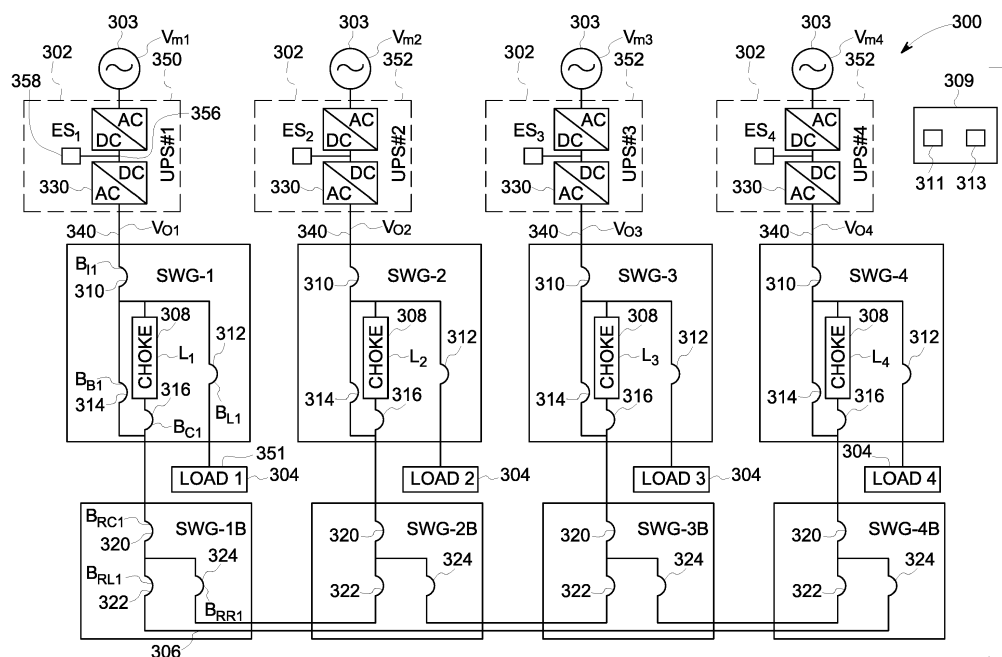 303 303 303 303 300
Vm1 Vm2 Vm3 Vm4
302 350 302 352 302 352 302 352
358 356 309
AC AC AC AC
ES1 ES2 ES3 ES4
DC DC DC DC
UPS#1 UPS#2 UPS#3 UPS#4
330 DC 330 DC 330 DC 330 DC
AC AC AC AC
311 313
340 VO1 340 VO2 340 VO3 340 VO4
BI1 SWG-1 SWG-2 SWG-3 SWG-4
310 310 310 310
308 308 308 308
312 312 312 312
CHOKE CHOKE CHOKE CHOKE
L1 L2 L3 L4
BB1 316 316 316 316
314 314 314 314
BL1
BC1
351 304
LOAD 1 304 LOAD 2 304 LOAD 3 304 LOAD 4
BRC1 SWG-1B SWG-2B SWG-3B SWG-4B
320 320 320 320
324 324 324 324
BRL1
322 322 322 322
BRR1
306